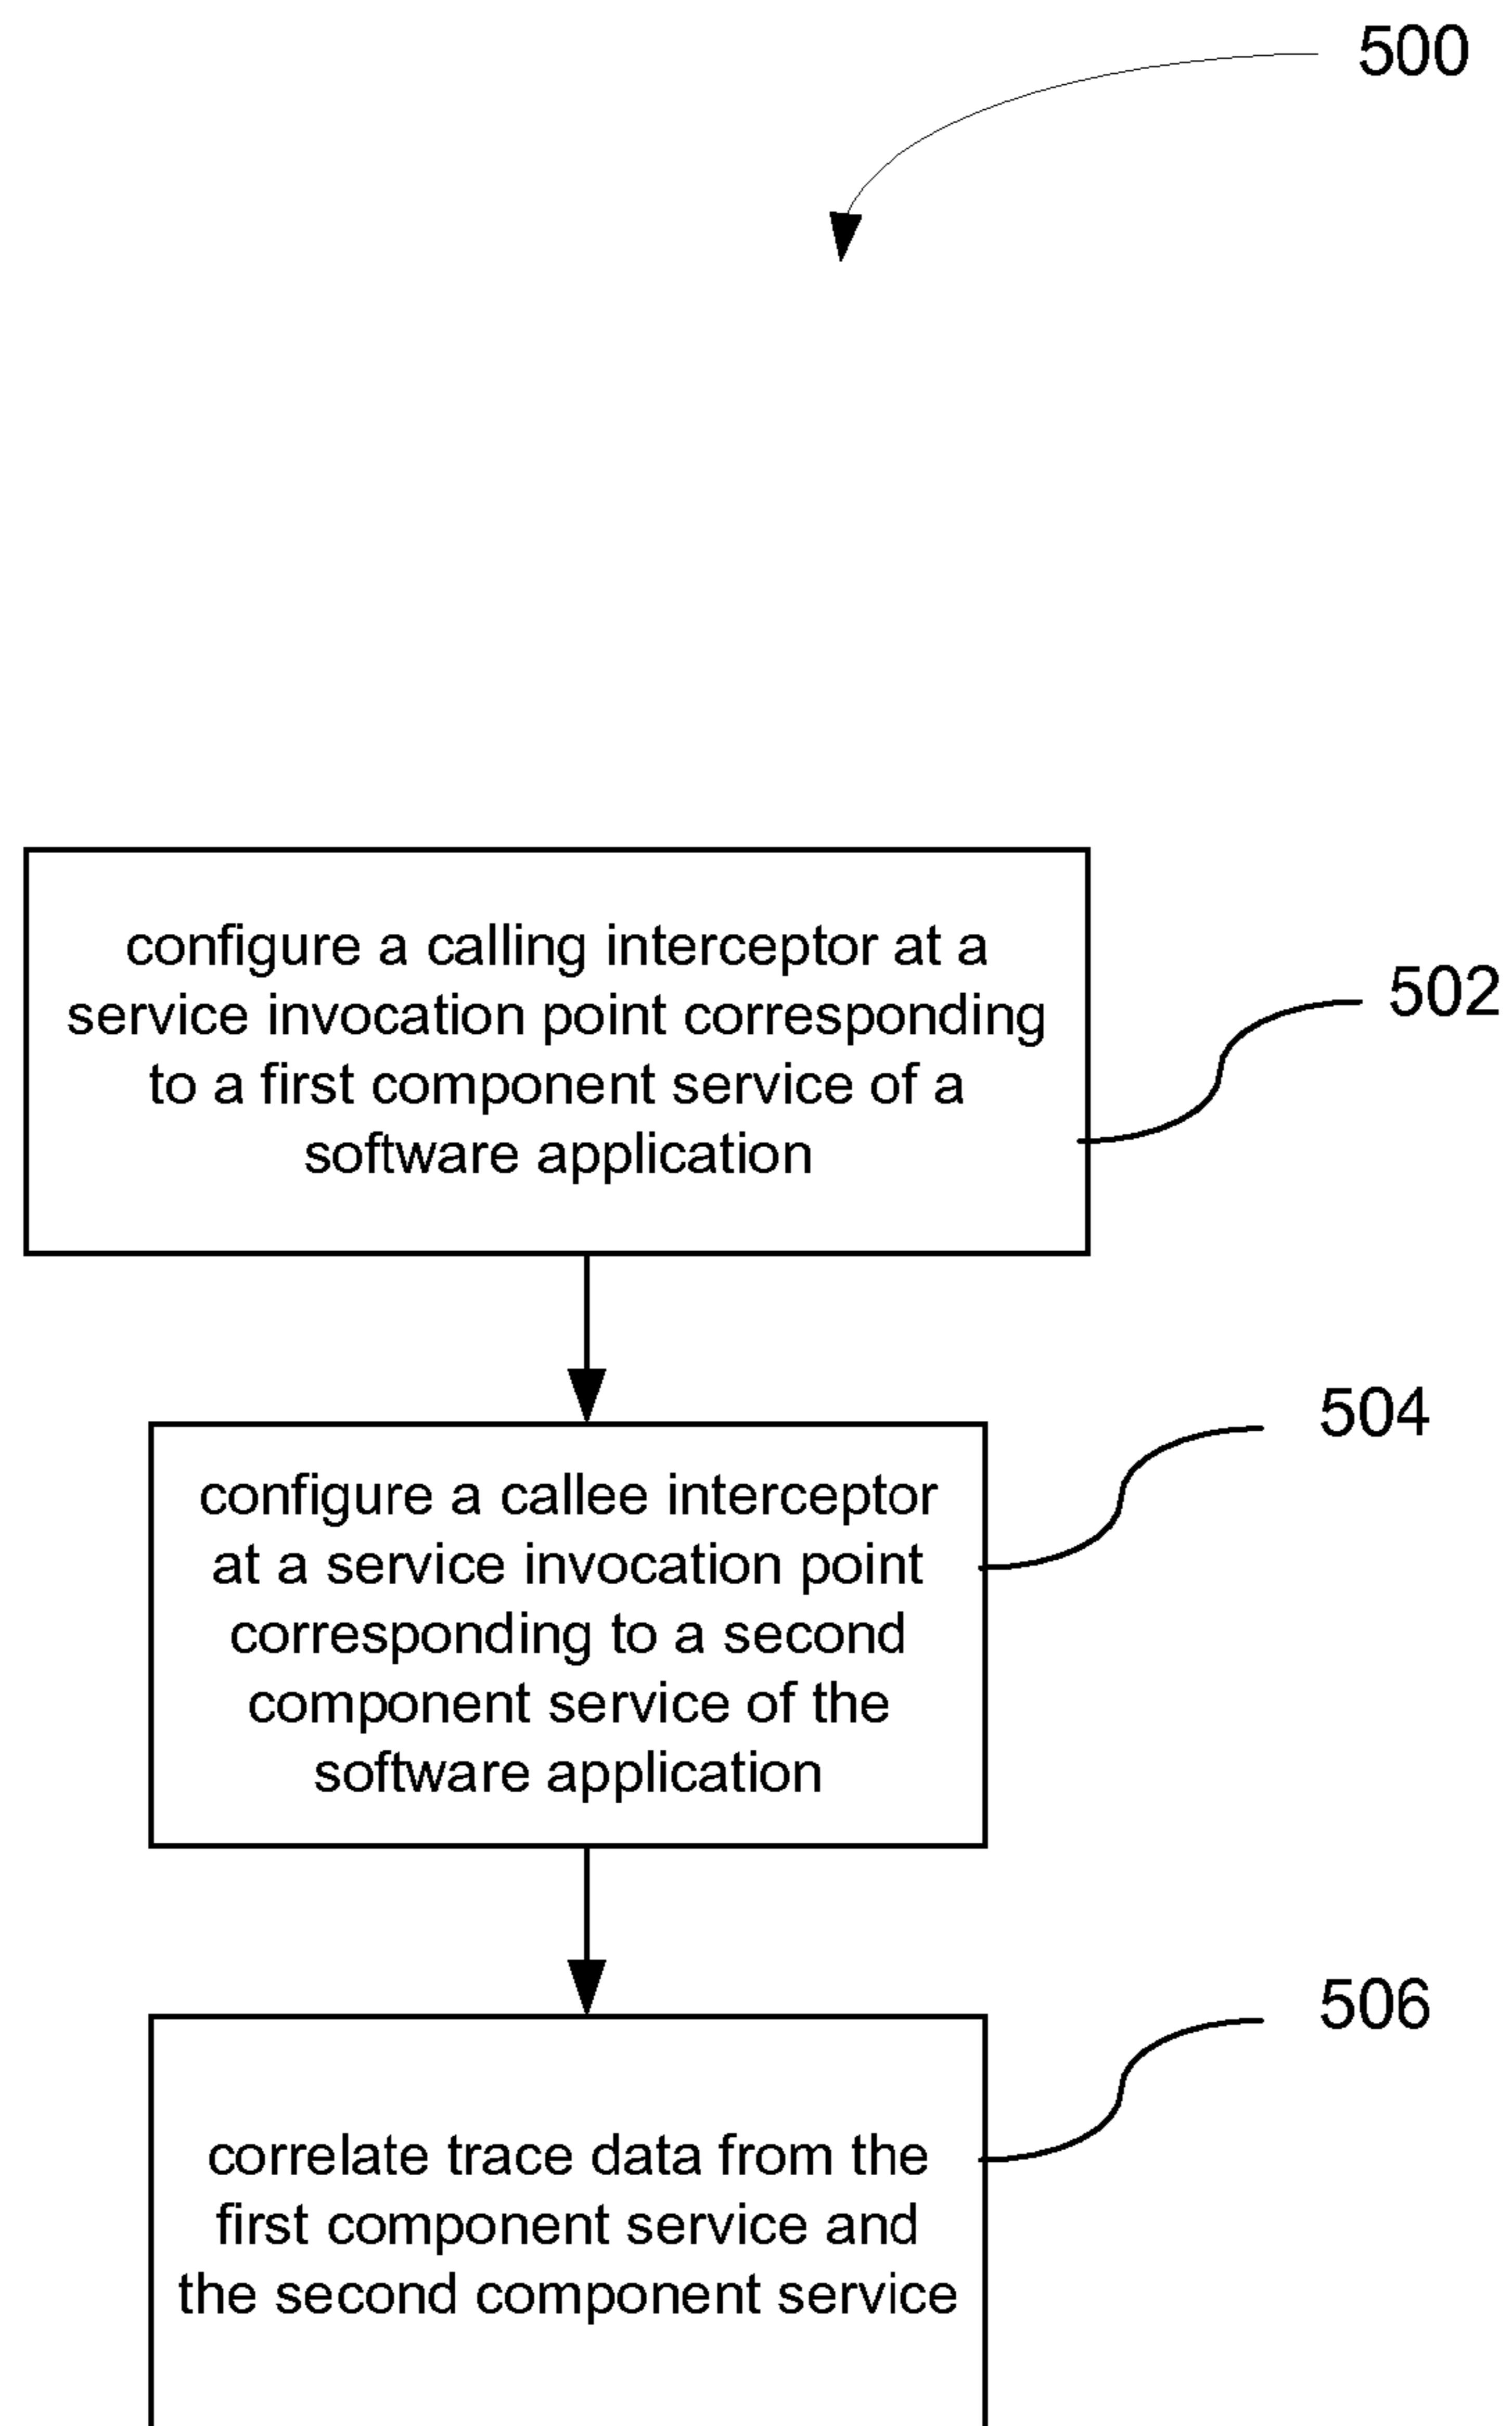 500
configure a calling interceptor at a
service invocation point corresponding
to a first component service of a
software application
502
configure a callee interceptor
at a service invocation point
corresponding to a second
component service of the
software application
504
correlate trace data from the
first component service and
the second component service
506